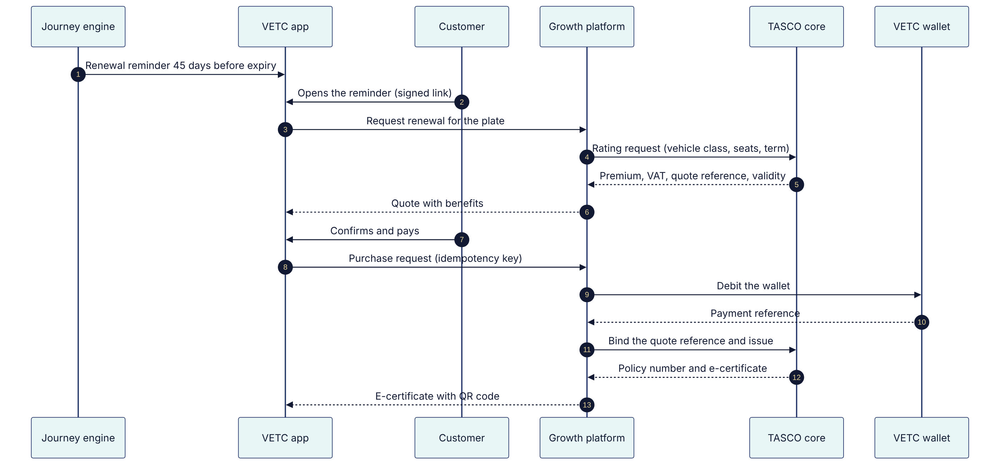 Journey engine
VETC app
Customer
Growth platform
TASCO core
VETC wallet
Renewal reminder 45 days before expiry
1
Opens the reminder (signed link)
2
Request renewal for the plate
3
Rating request (vehicle class, seats, term)
4
Premium, VAT, quote reference, validity
5
Quote with benefits
6
Confirms and pays
7
Purchase request (idempotency key)
8
Debit the wallet
9
Payment reference
10
Bind the quote reference and issue
11
Policy number and e-certificate
12
E-certificate with QR code
13
Journey engine
VETC app
Customer
Growth platform
TASCO core
VETC wallet